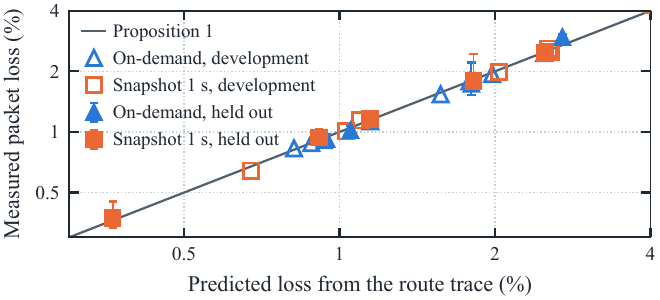 Measured packet loss (%)
4
2
1
0.5
Proposition 1
On-demand, development
Snapshot 1 s, development
On-demand, held out
Snapshot 1 s, held out
0.5
1
2
4
Predicted loss from the route trace (%)